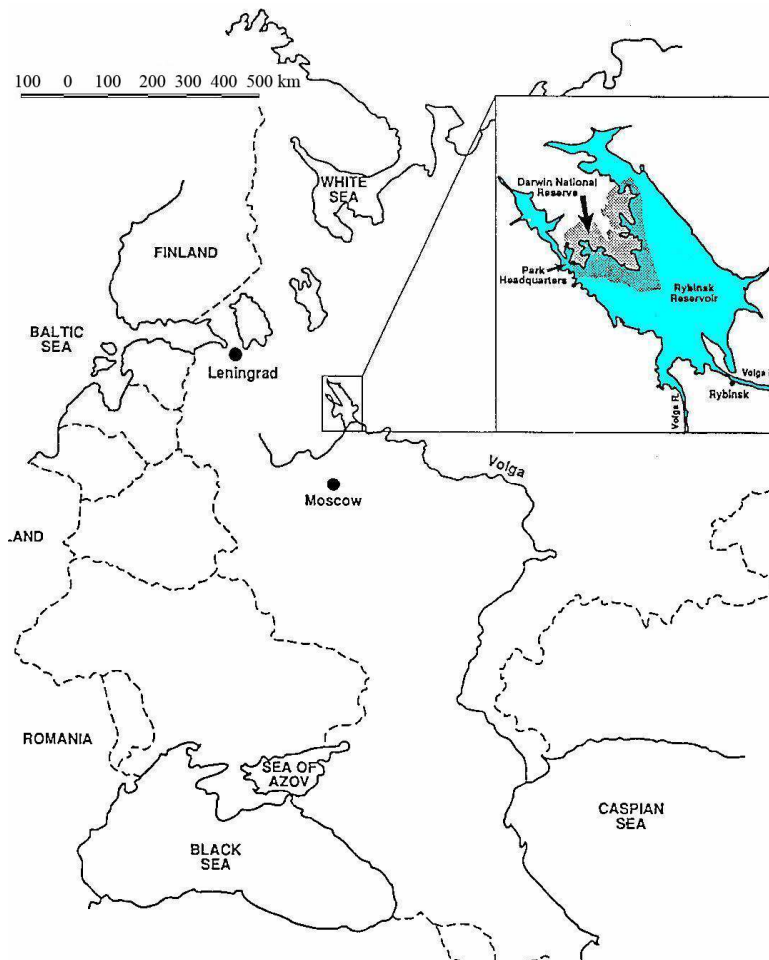 100 0 100 200 300 400 500 km
WHITE
SEA
FINLAND
BALTIC
SEA
Leningrad
Darwin National
Reserve
Park
Headquarters
Rybinsk
Reservoir
Volga
Rybinsk
Volga R.
Volga
Moscow
LAND
ROMANIA
SEA OF
AZOV
CASPIAN
SEA
BLACK
SEA